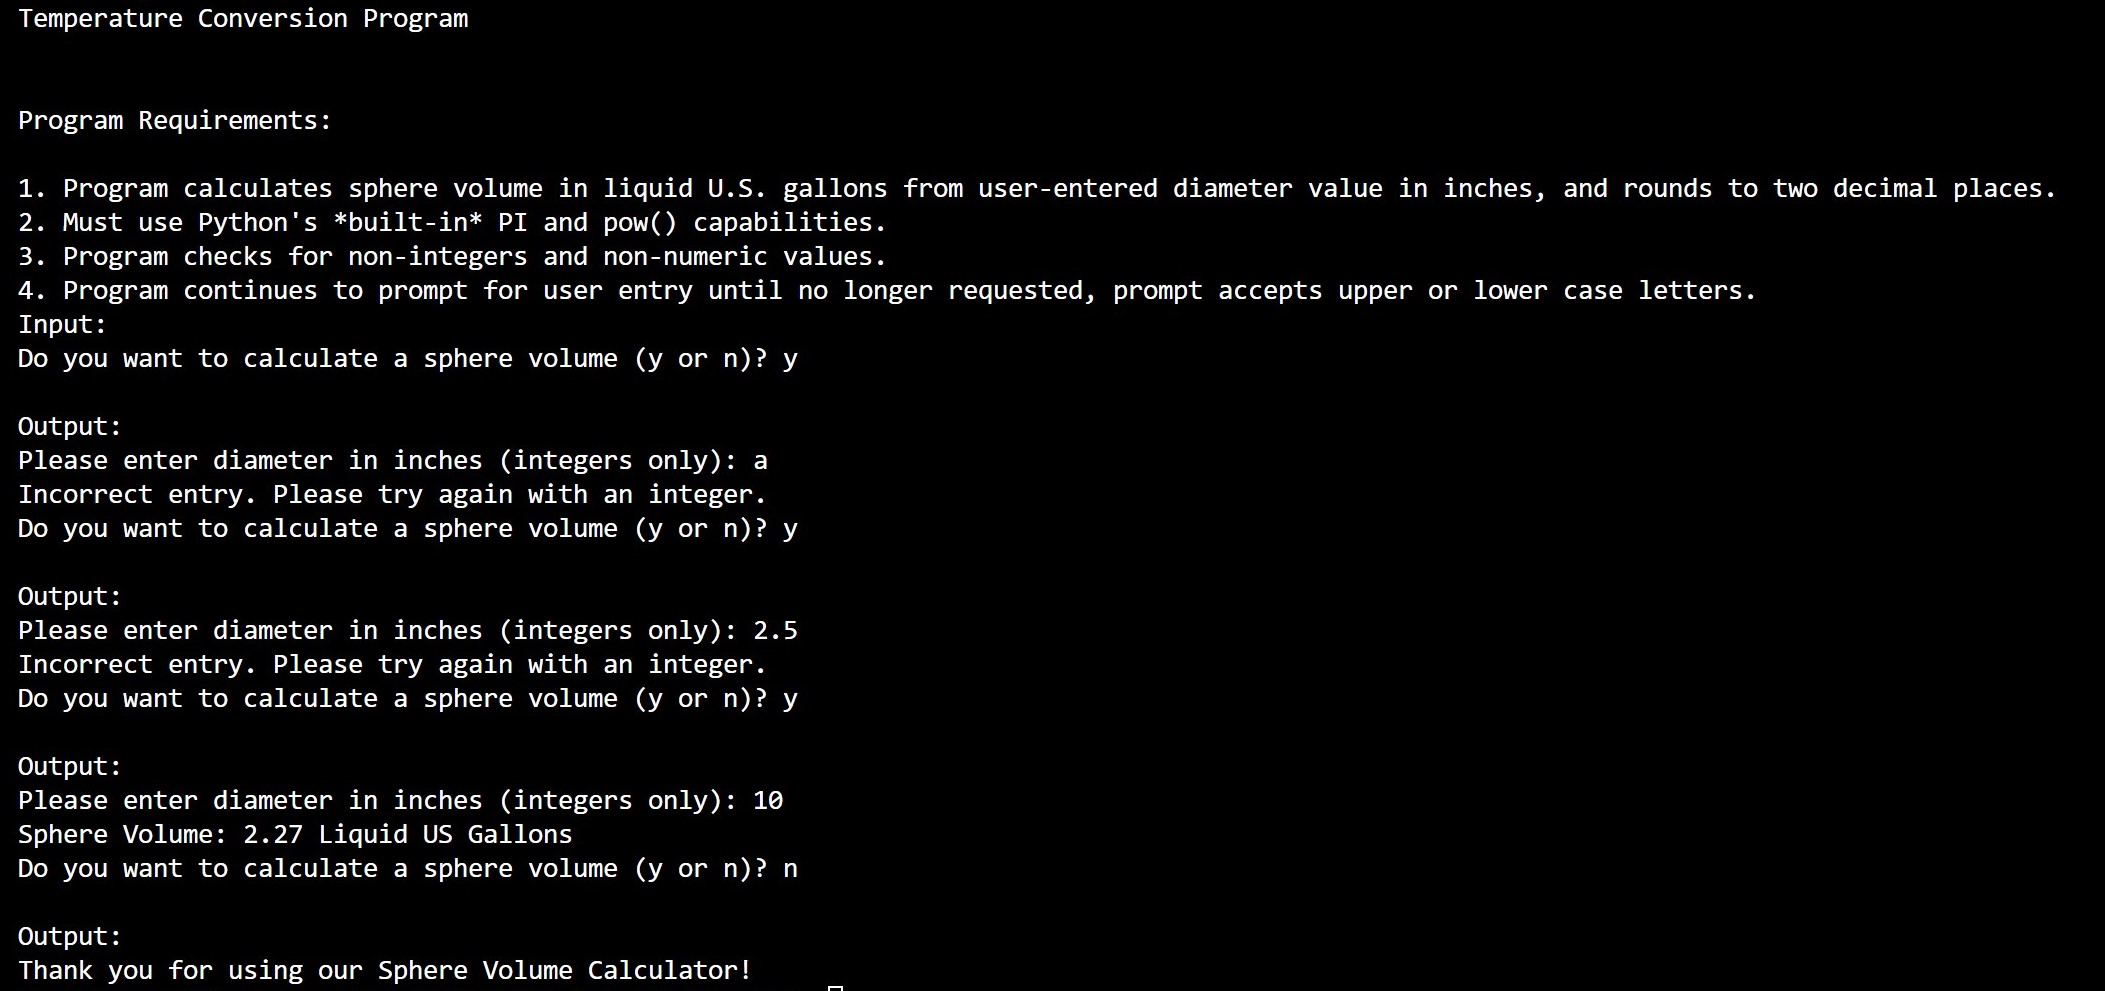 Temperature Conversion Program
Program Requirements:
1. Program calculates sphere volume in liquid U.S. gallons from user-entered diameter value in inches, and rounds to two decimal places.
2. Must use Python's *built-in* PI and pow() capabilities.
3. Program checks for non-integers and non-numeric values.
4. Program continues to prompt for user entry until no longer requested, prompt accepts upper or lower case letters.
Input:
Do you want to calculate a sphere volume (y or n)? y
Output:
Please enter diameter in inches (integers only): a
Incorrect entry. Please try again with an integer.
Do you want to calculate a sphere volume (y or n)? y
Output:
Please enter diameter in inches (integers only): 2.5
Incorrect entry. Please try again with an integer.
Do you want to calculate a sphere volume (y or n)? y
Output:
Please enter diameter in inches (integers only): 10
Sphere Volume: 2.27 Liquid US Gallons
Do you want to calculate a sphere volume (y or n)? n
Output:
Thank you for using our Sphere Volume Calculator!